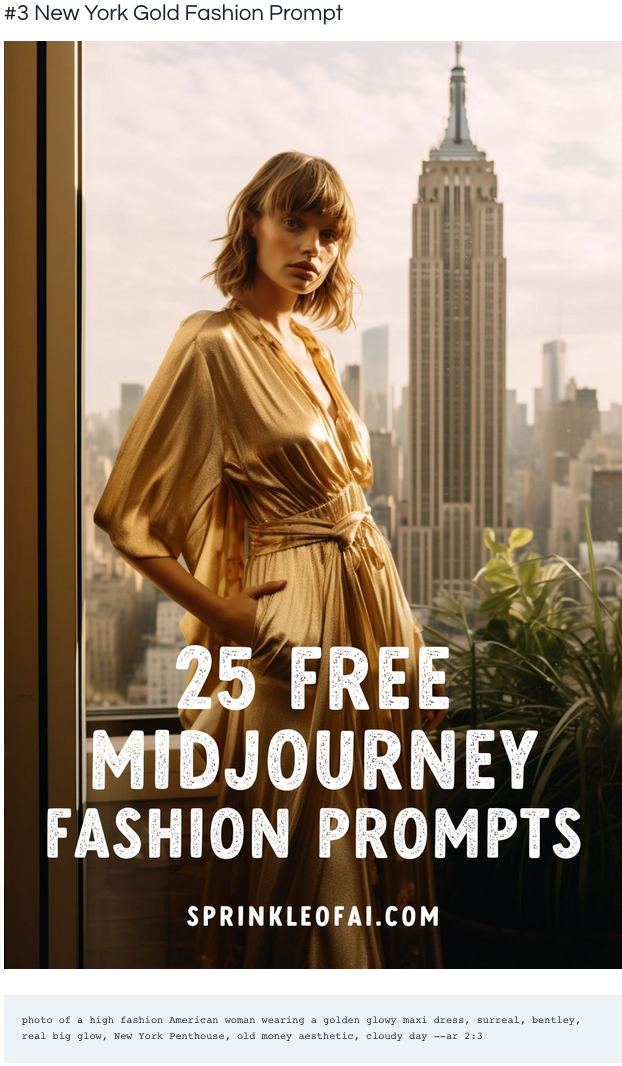 #3 New York Gold Fashion Prompt
25 FREE
MIDJOURNEY
FASHION PROMPTS
SPRINKLEOFAI.COM
photo of a high fashion American woman wearing a golden glowy maxi dress, surreal, bentley,
real big glow, New York Penthouse, old money aesthetic, cloudy day --ar 2:3